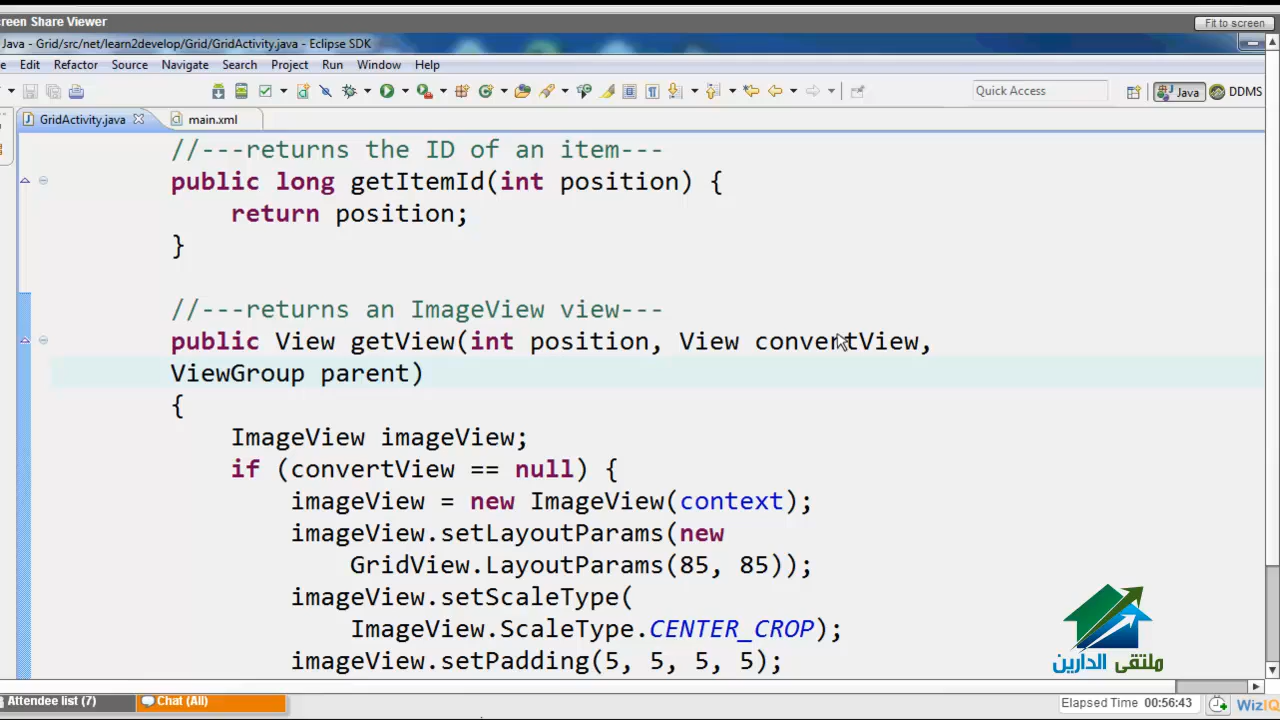 reen Share Viewer
Fit to screen
Java - Grid/src/net/learn2develop/Grid/GridActivity.java - Eclipse SDK
e Edit Refactor Source Navigate Search Project Run Window Help
Quick Access
Java
DDMS
GridActivity.java
main.xml
//---returns the ID of an item---
public long getItemId(int position) {
return position;
}
//---returns an ImageView view---
public View getView(int position, View convertView,
ViewGroup parent)
{
ImageView imageView;
if (convertView == null) {
imageView = new ImageView(context);
imageView.setLayoutParams(new
GridView.LayoutParams(85, 85));
imageView.setScaleType(
ImageView.ScaleType.CENTER_CROP);
imageView.setPadding(5, 5, 5, 5);
ملتقى الدارين
Attendee list (7)
Chat (All)
Elapsed Time 00:56:43
WizIQ